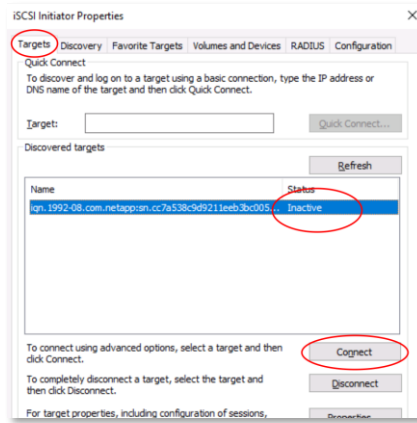 iSCSI Initiator Properties
Targets Discovery Favorite Targets Volumes and Devices RADIUS Configuration
Quick Connect
To discover and log on to a target using a basic connection, type the IP address or
DNS name of the target and then click Quick Connect.
Target:
Quick Connect...
Discovered targets
Refresh
Name Status
iqn.1992-08.com.netapp:sn.cc7a538c9d9211eeb3bc005... Inactive
To connect using advanced options, select a target and then
click Connect.
Connect
To completely disconnect a target, select the target and
then click Disconnect.
Disconnect
For target properties, including configuration of sessions,
Properties